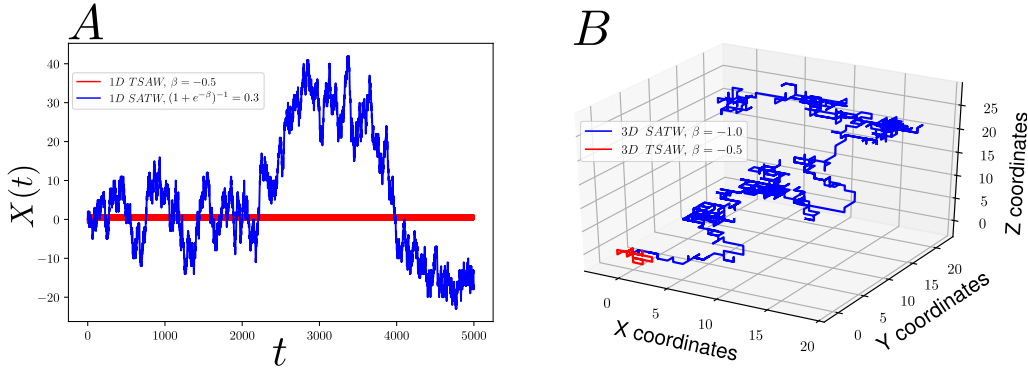 A
X(t)
40
30
20
10
0
−10
−20
1D TSAW, β = −0.5
1D SATW, (1 + e^{−β})^{−1} = 0.3
0
1000
2000
3000
4000
5000
t
B
3D SATW, β = −1.0
3D TSAW, β = −0.5
25
20
15
10
5
0
Z coordinates
0
5
10
15
20
X coordinates
0
5
10
15
20
Y coordinates